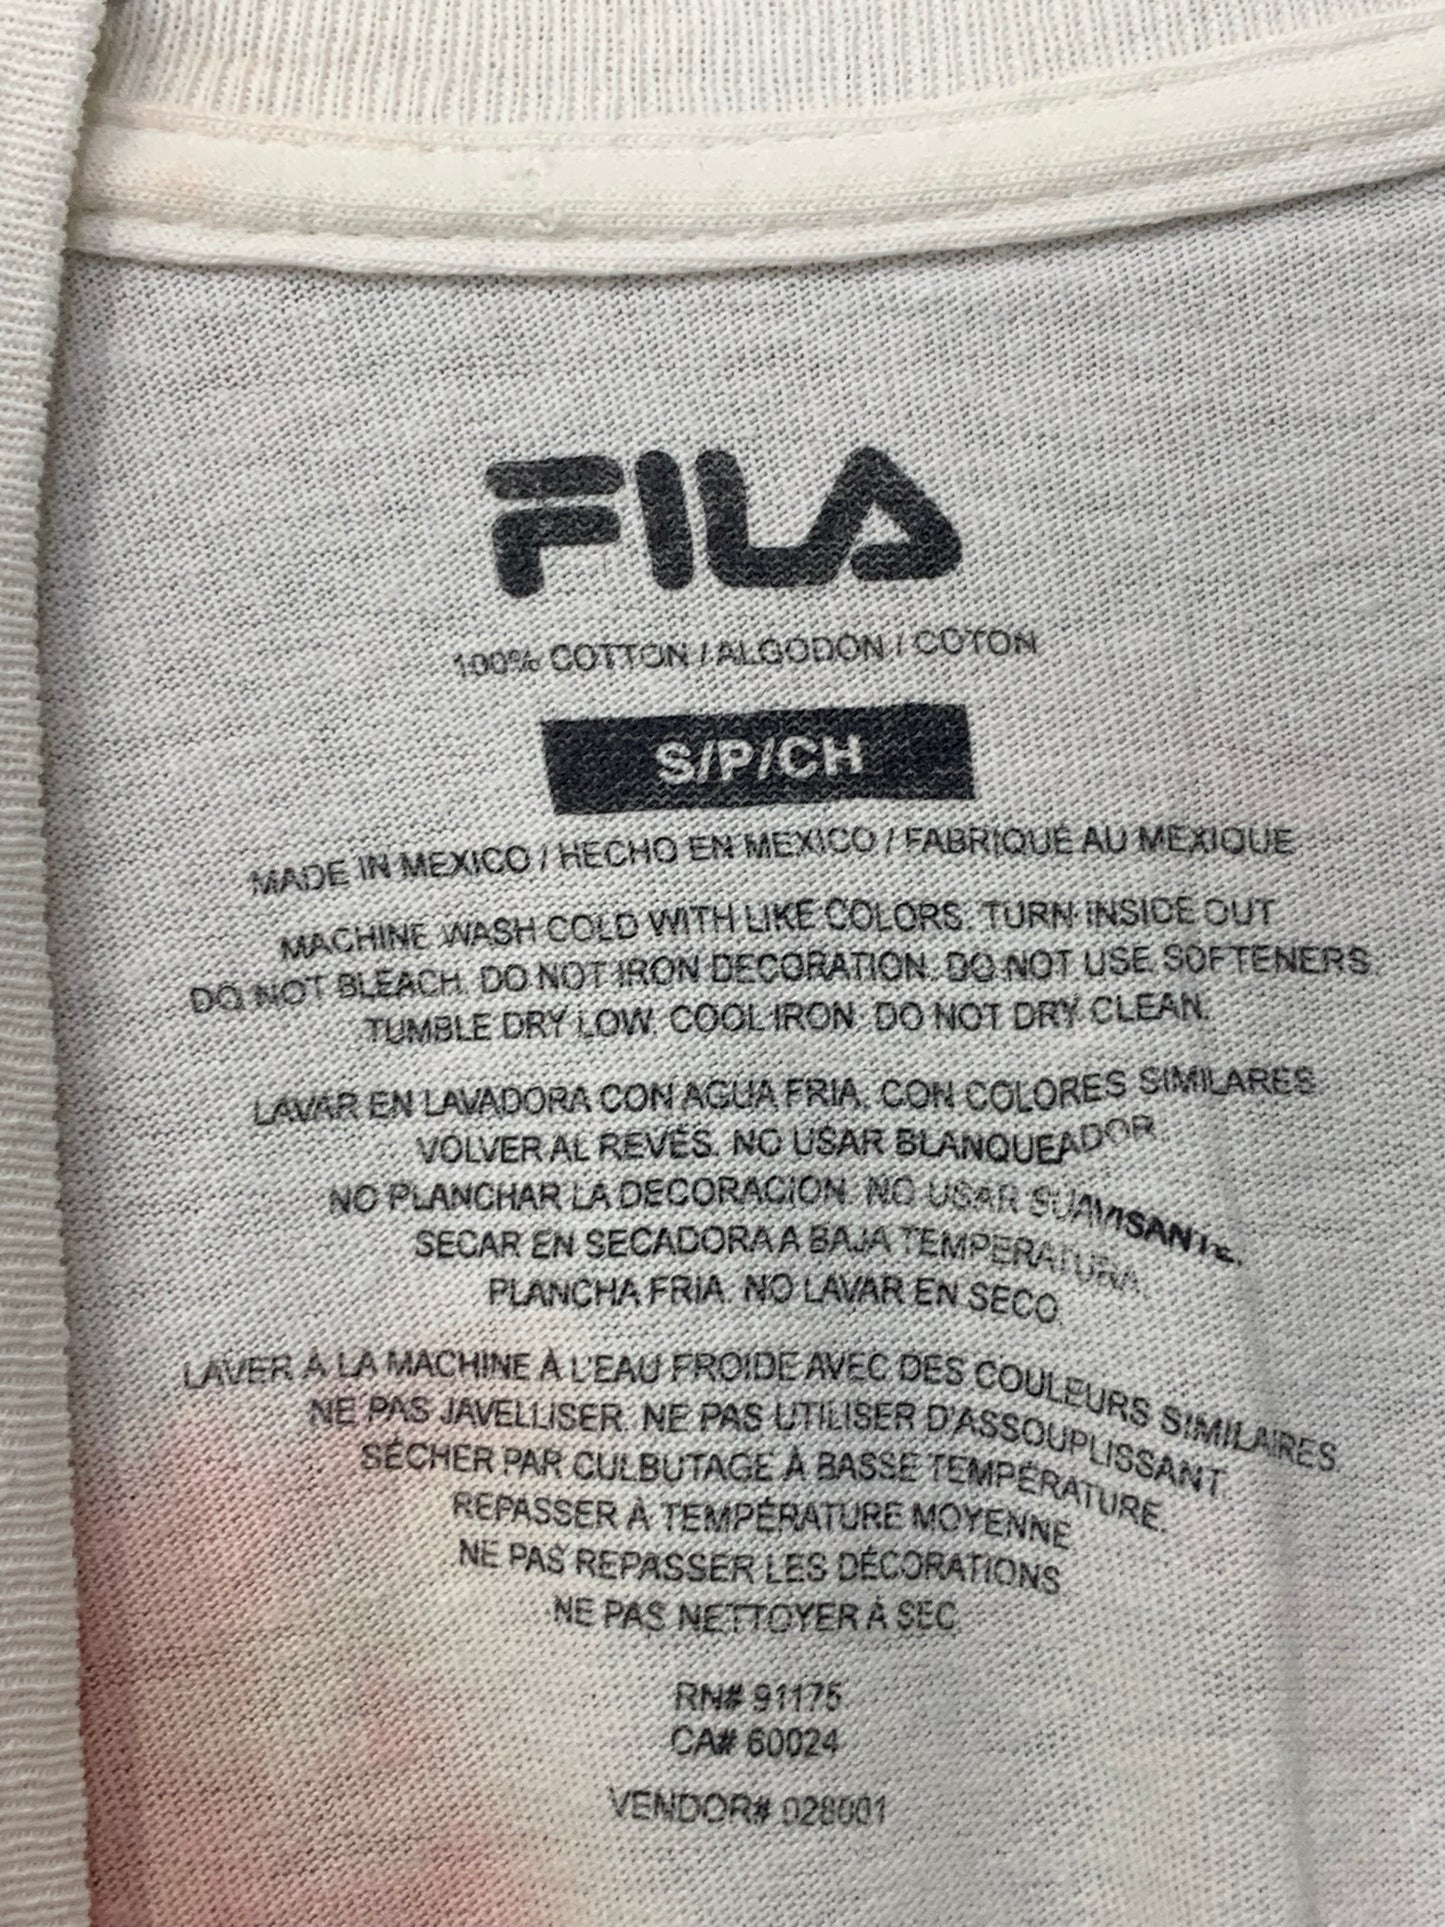 FILA
100% COTTON / ALGODON / COTON
S/P/CH
MADE IN MEXICO / HECHO EN MEXICO / FABRIQUÉ AU MEXIQUE
MACHINE WASH COLD WITH LIKE COLORS. TURN INSIDE OUT
DO NOT BLEACH. DO NOT IRON DECORATION. DO NOT USE SOFTENERS.
TUMBLE DRY LOW. COOL IRON. DO NOT DRY CLEAN.
LAVAR EN LAVADORA CON AGUA FRIA, CON COLORES SIMILARES
VOLVER AL REVÉS. NO USAR BLANQUEADOR.
NO PLANCHAR LA DECORACION. NO USAR SUAVISANTE.
SECAR EN SECADORA A BAJA TEMPERATURA.
PLANCHA FRIA. NO LAVAR EN SECO.
LAVER À LA MACHINE À L'EAU FROIDE AVEC DES COULEURS SIMILAIRES.
NE PAS JAVELLISER. NE PAS UTILISER D'ASSOUPLISSANT.
SÉCHER PAR CULBUTAGE À BASSE TEMPÉRATURE.
REPASSER À TEMPÉRATURE MOYENNE
NE PAS REPASSER LES DÉCORATIONS.
NE PAS NETTOYER À SEC.
RN# 91175
CA# 60024
VENDOR# 028001